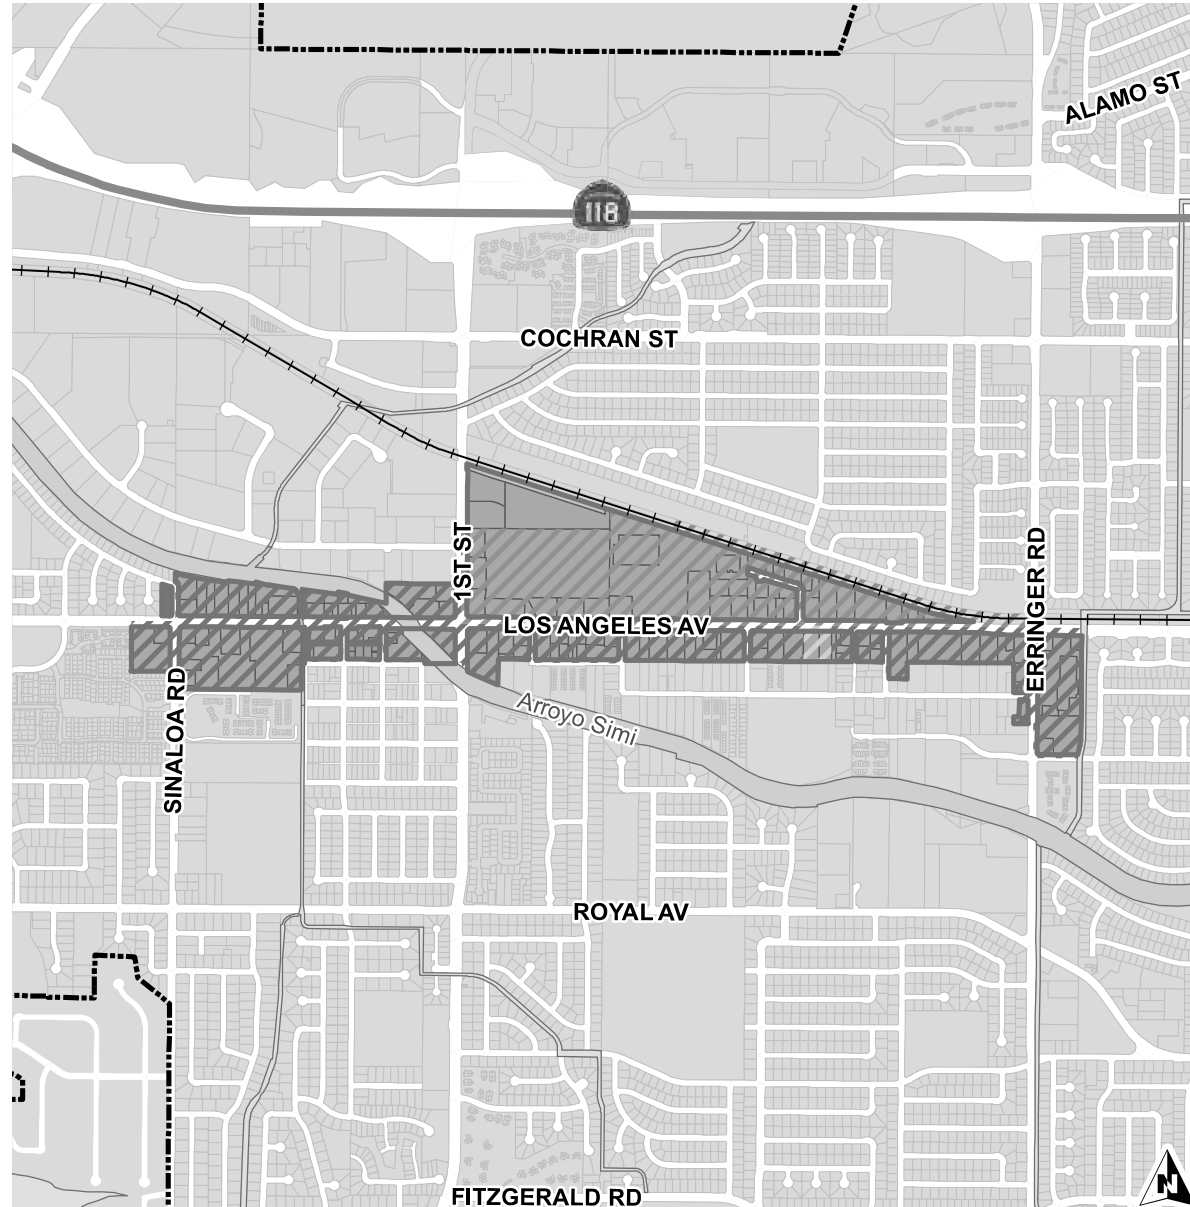 ALAMO ST
118
COCHRAN ST
1ST ST
ERRINGER RD
LOS ANGELES AV
SINALOA RD
Arroyo Simi
ROYAL AV
N
FITZGERALD RD